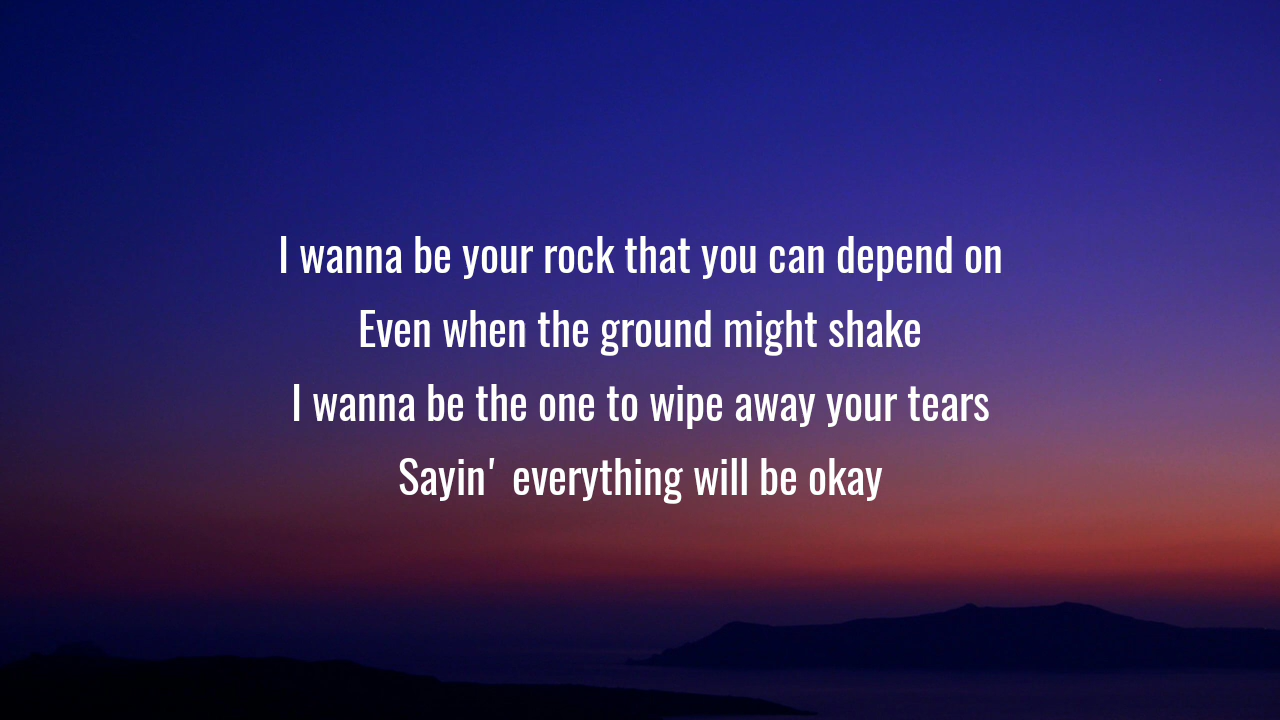 I wanna be your rock that you can depend on
Even when the ground might shake
I wanna be the one to wipe away your tears
Sayin' everything will be okay